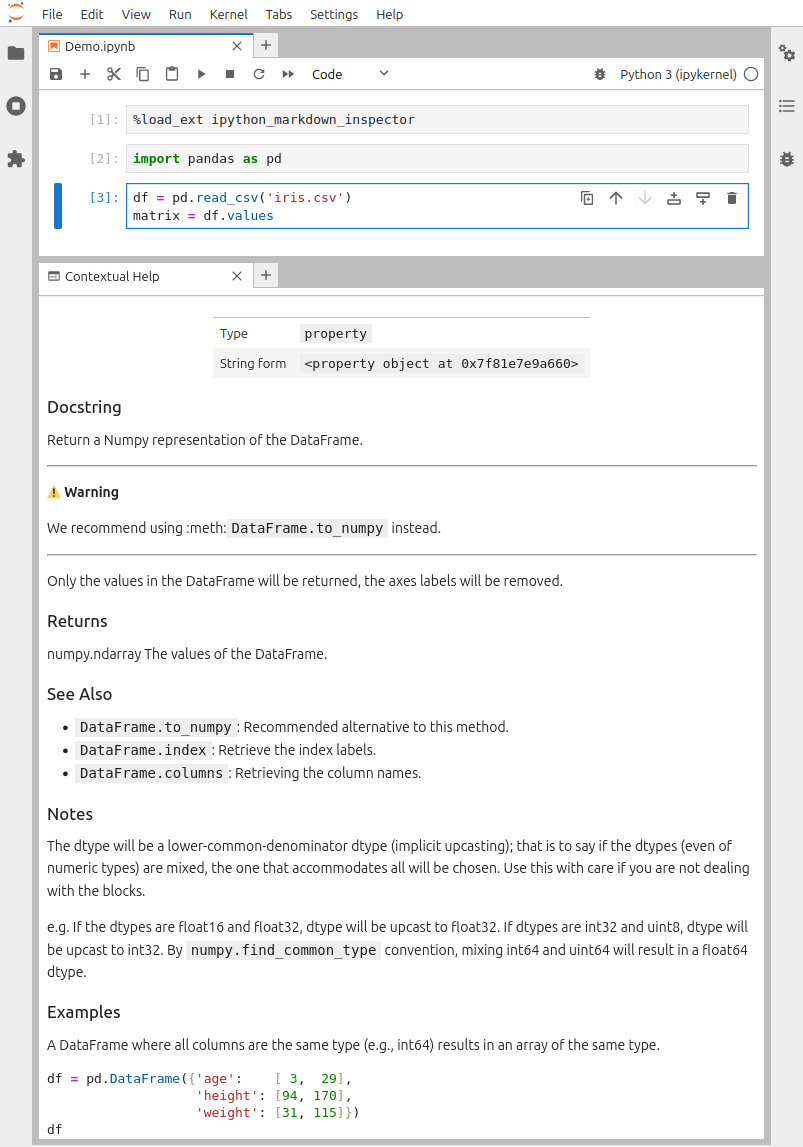 File Edit View Run Kernel Tabs Settings Help
Demo.ipynb
Code Python 3 (ipykernel)
[1]: %load_ext ipython_markdown_inspector
[2]: import pandas as pd
[3]: df = pd.read_csv('iris.csv')
matrix = df.values
Contextual Help
Type property
String form <property object at 0x7f81e7e9a660>
Docstring
Return a Numpy representation of the DataFrame.
Warning
We recommend using :meth: DataFrame.to_numpy instead.
Only the values in the DataFrame will be returned, the axes labels will be removed.
Returns
numpy.ndarray The values of the DataFrame.
See Also
• DataFrame.to_numpy : Recommended alternative to this method.
• DataFrame.index : Retrieve the index labels.
• DataFrame.columns : Retrieving the column names.
Notes
The dtype will be a lower-common-denominator dtype (implicit upcasting); that is to say if the dtypes (even of
numeric types) are mixed, the one that accommodates all will be chosen. Use this with care if you are not dealing
with the blocks.
e.g. If the dtypes are float16 and float32, dtype will be upcast to float32. If dtypes are int32 and uint8, dtype will
be upcast to int32. By numpy.find_common_type convention, mixing int64 and uint64 will result in a float64
dtype.
Examples
A DataFrame where all columns are the same type (e.g., int64) results in an array of the same type.
df = pd.DataFrame({'age':    [ 3,  29],
                   'height': [94, 170],
                   'weight': [31, 115]})
df